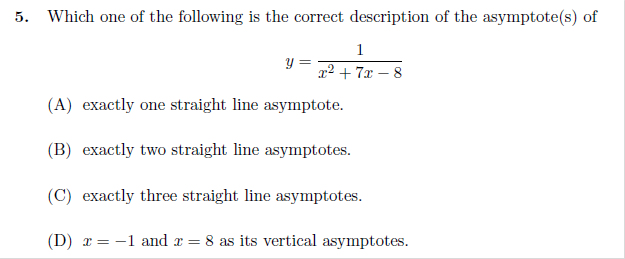 5. Which one of the following is the correct description of the asymptote(s) of
y = 1 / (x² + 7x − 8)
(A) exactly one straight line asymptote.
(B) exactly two straight line asymptotes.
(C) exactly three straight line asymptotes.
(D) x = −1 and x = 8 as its vertical asymptotes.